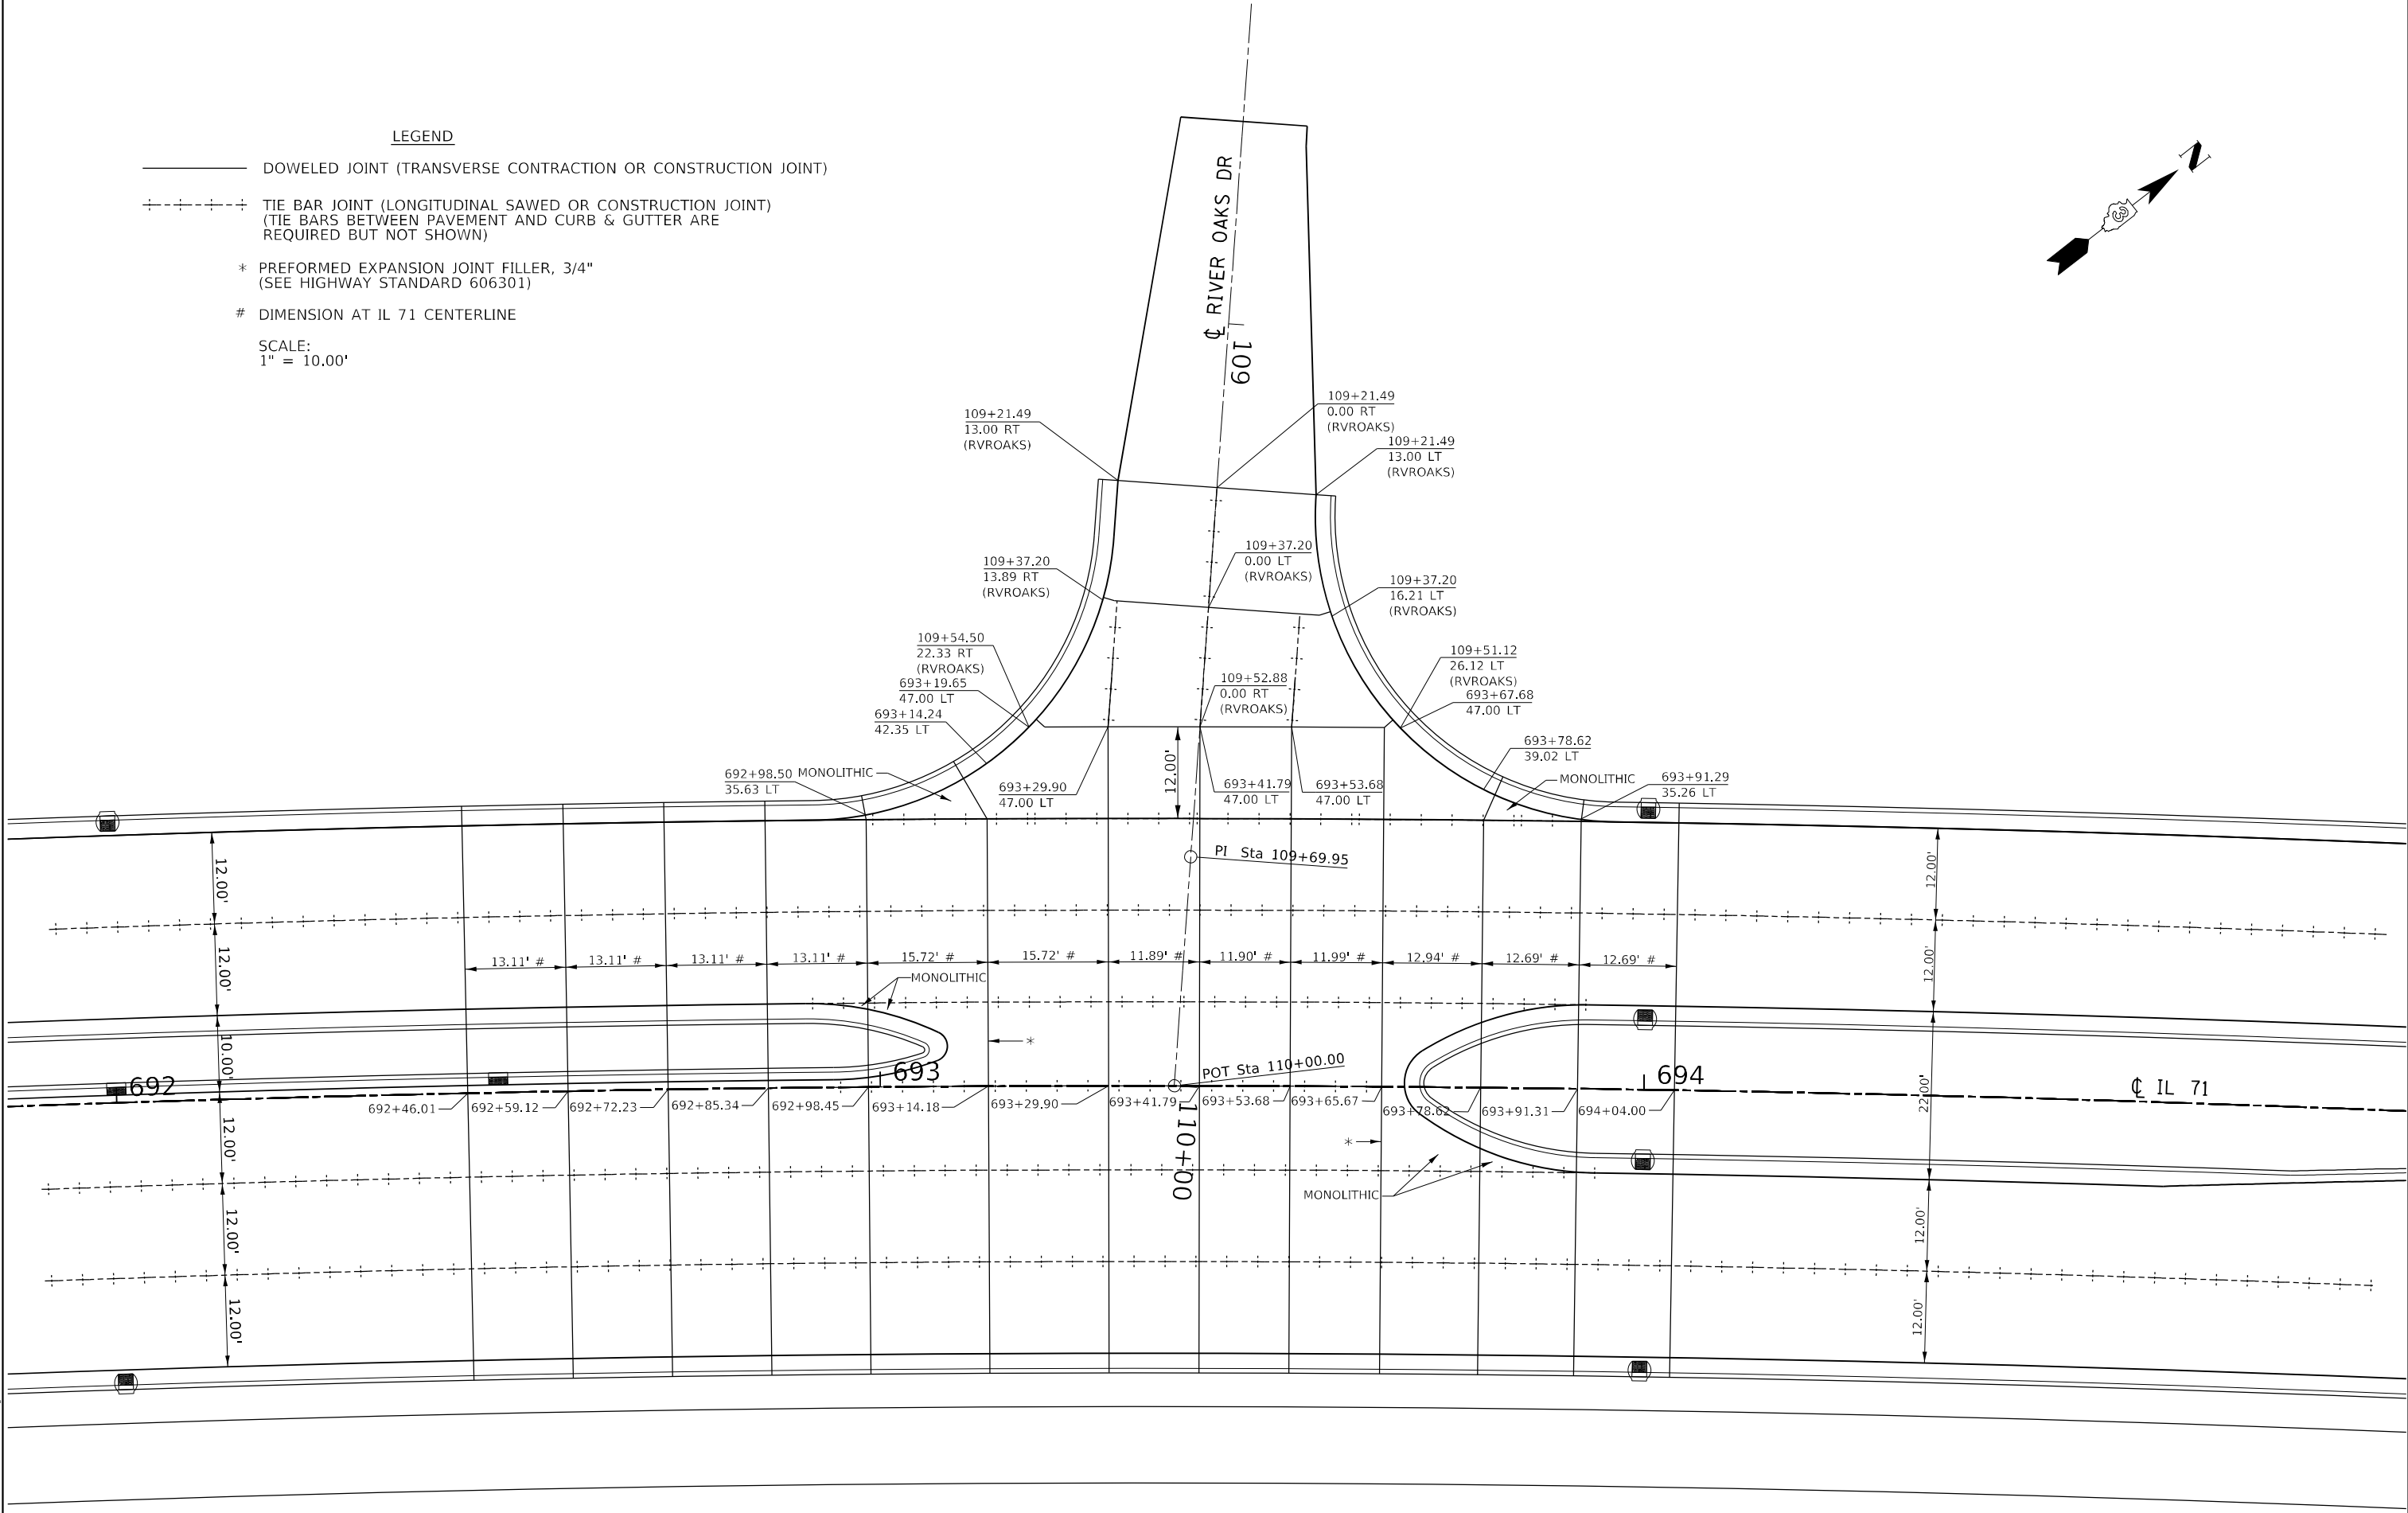 LEGEND
DOWELED JOINT (TRANSVERSE CONTRACTION OR CONSTRUCTION JOINT)
TIE BAR JOINT (LONGITUDINAL SAWED OR CONSTRUCTION JOINT)
(TIE BARS BETWEEN PAVEMENT AND CURB & GUTTER ARE
REQUIRED BUT NOT SHOWN)
* PREFORMED EXPANSION JOINT FILLER, 3/4"
(SEE HIGHWAY STANDARD 606301)
# DIMENSION AT IL 71 CENTERLINE
SCALE:
1" = 10.00'
N
3
℄ RIVER OAKS DR
109
109+21.49
13.00 RT
(RVROAKS)
109+21.49
0.00 RT
(RVROAKS)
109+21.49
13.00 LT
(RVROAKS)
109+37.20
13.89 RT
(RVROAKS)
109+37.20
0.00 LT
(RVROAKS)
109+37.20
16.21 LT
(RVROAKS)
109+54.50
22.33 RT
(RVROAKS)
693+19.65
47.00 LT
693+14.24
42.35 LT
109+52.88
0.00 RT
(RVROAKS)
109+51.12
26.12 LT
(RVROAKS)
693+67.68
47.00 LT
693+78.62
39.02 LT
692+98.50
35.63 LT
MONOLITHIC
693+29.90
47.00 LT
12.00'
693+41.79
47.00 LT
693+53.68
47.00 LT
MONOLITHIC
693+91.29
35.26 LT
PI Sta 109+69.95
12.00'
12.00'
12.00'
12.00'
13.11' #
13.11' #
13.11' #
13.11' #
15.72' #
15.72' #
11.89' #
11.90' #
11.99' #
12.94' #
12.69' #
12.69' #
MONOLITHIC
*
10.00'
22.00'
692
693
POT Sta 110+00.00
694
℄ IL 71
692+46.01
692+59.12
692+72.23
692+85.34
692+98.45
693+14.18
693+29.90
693+41.79
693+53.68
693+65.67
693+78.62
693+91.31
694+04.00
110+00
*
MONOLITHIC
12.00'
12.00'
12.00'
12.00'
12.00'